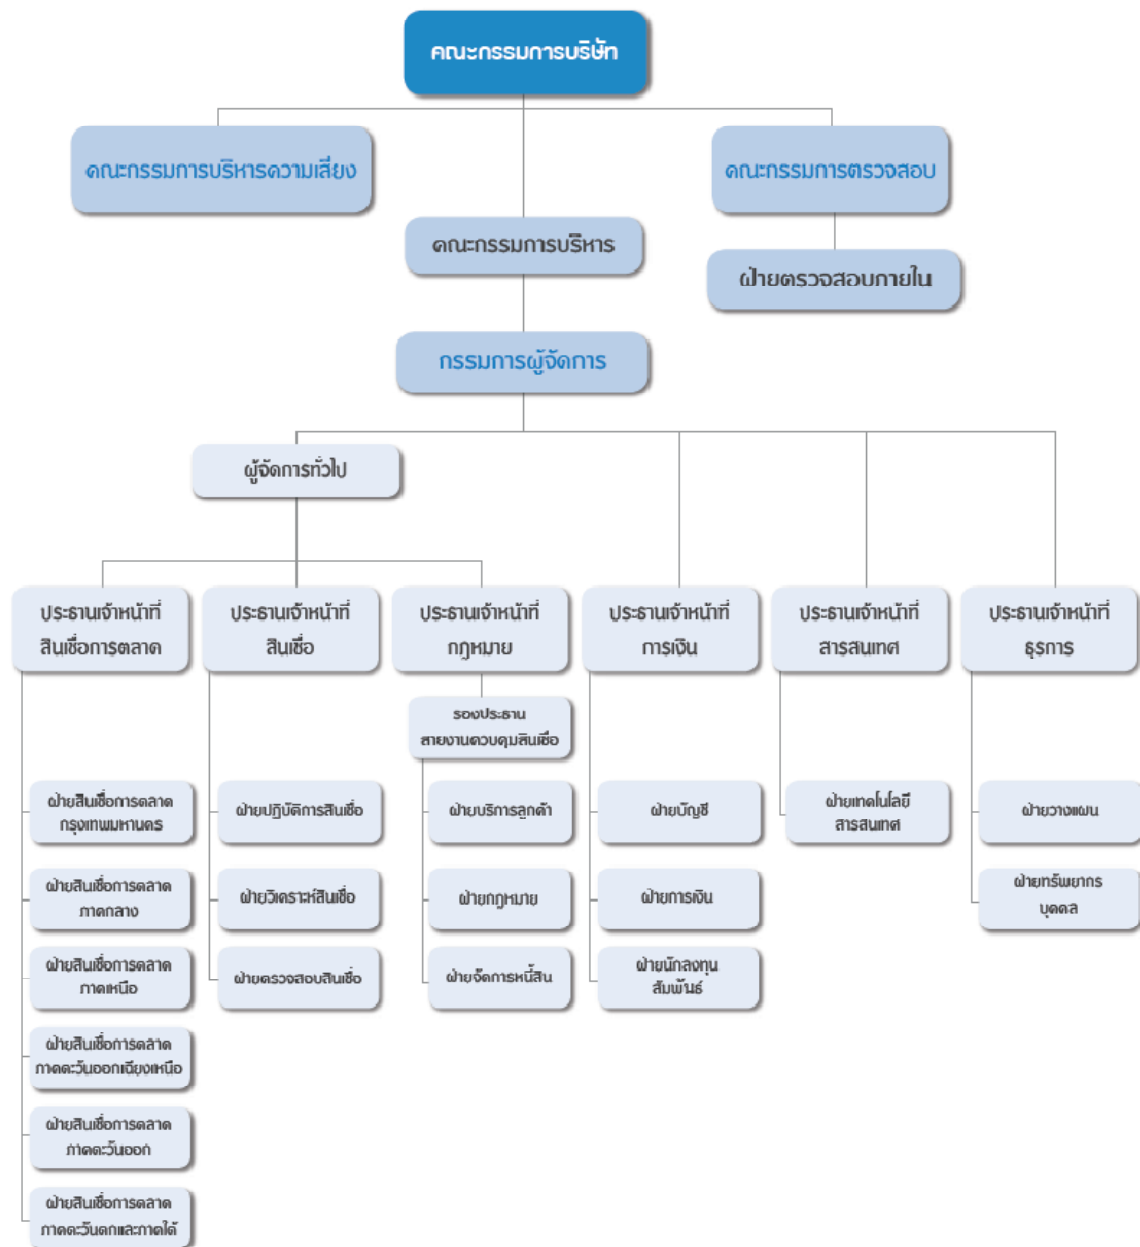 คณะกรรมการบริษัท
คณะกรรมการบริหารความเสี่ยง
คณะกรรมการตรวจสอบ
คณะกรรมการบริหาร
ฝ่ายตรวจสอบภายใน
กรรมการผู้จัดการ
ผู้จัดการทั่วไป
ประธานเจ้าหน้าที่
สินเชื่อการตลาด
ประธานเจ้าหน้าที่
สินเชื่อ
ประธานเจ้าหน้าที่
กฎหมาย
ประธานเจ้าหน้าที่
การเงิน
ประธานเจ้าหน้าที่
สารสนเทศ
ประธานเจ้าหน้าที่
ธุรการ
รองประธาน
สายงานควบคุมสินเชื่อ
ฝ่ายสินเชื่อการตลาด
กรุงเทพมหานคร
ฝ่ายปฏิบัติการสินเชื่อ
ฝ่ายบริการลูกค้า
ฝ่ายบัญชี
ฝ่ายเทคโนโลยี
สารสนเทศ
ฝ่ายวางแผน
ฝ่ายสินเชื่อการตลาด
ภาคกลาง
ฝ่ายวิเคราะห์สินเชื่อ
ฝ่ายกฎหมาย
ฝ่ายการเงิน
ฝ่ายทรัพยากร
บุคคล
ฝ่ายสินเชื่อการตลาด
ภาคเหนือ
ฝ่ายตรวจสอบสินเชื่อ
ฝ่ายจัดการหนี้สิน
ฝ่ายนักลงทุน
สัมพันธ์
ฝ่ายสินเชื่อการตลาด
ภาคตะวันออกเฉียงเหนือ
ฝ่ายสินเชื่อการตลาด
ภาคตะวันออก
ฝ่ายสินเชื่อการตลาด
ภาคตะวันตกและภาคใต้